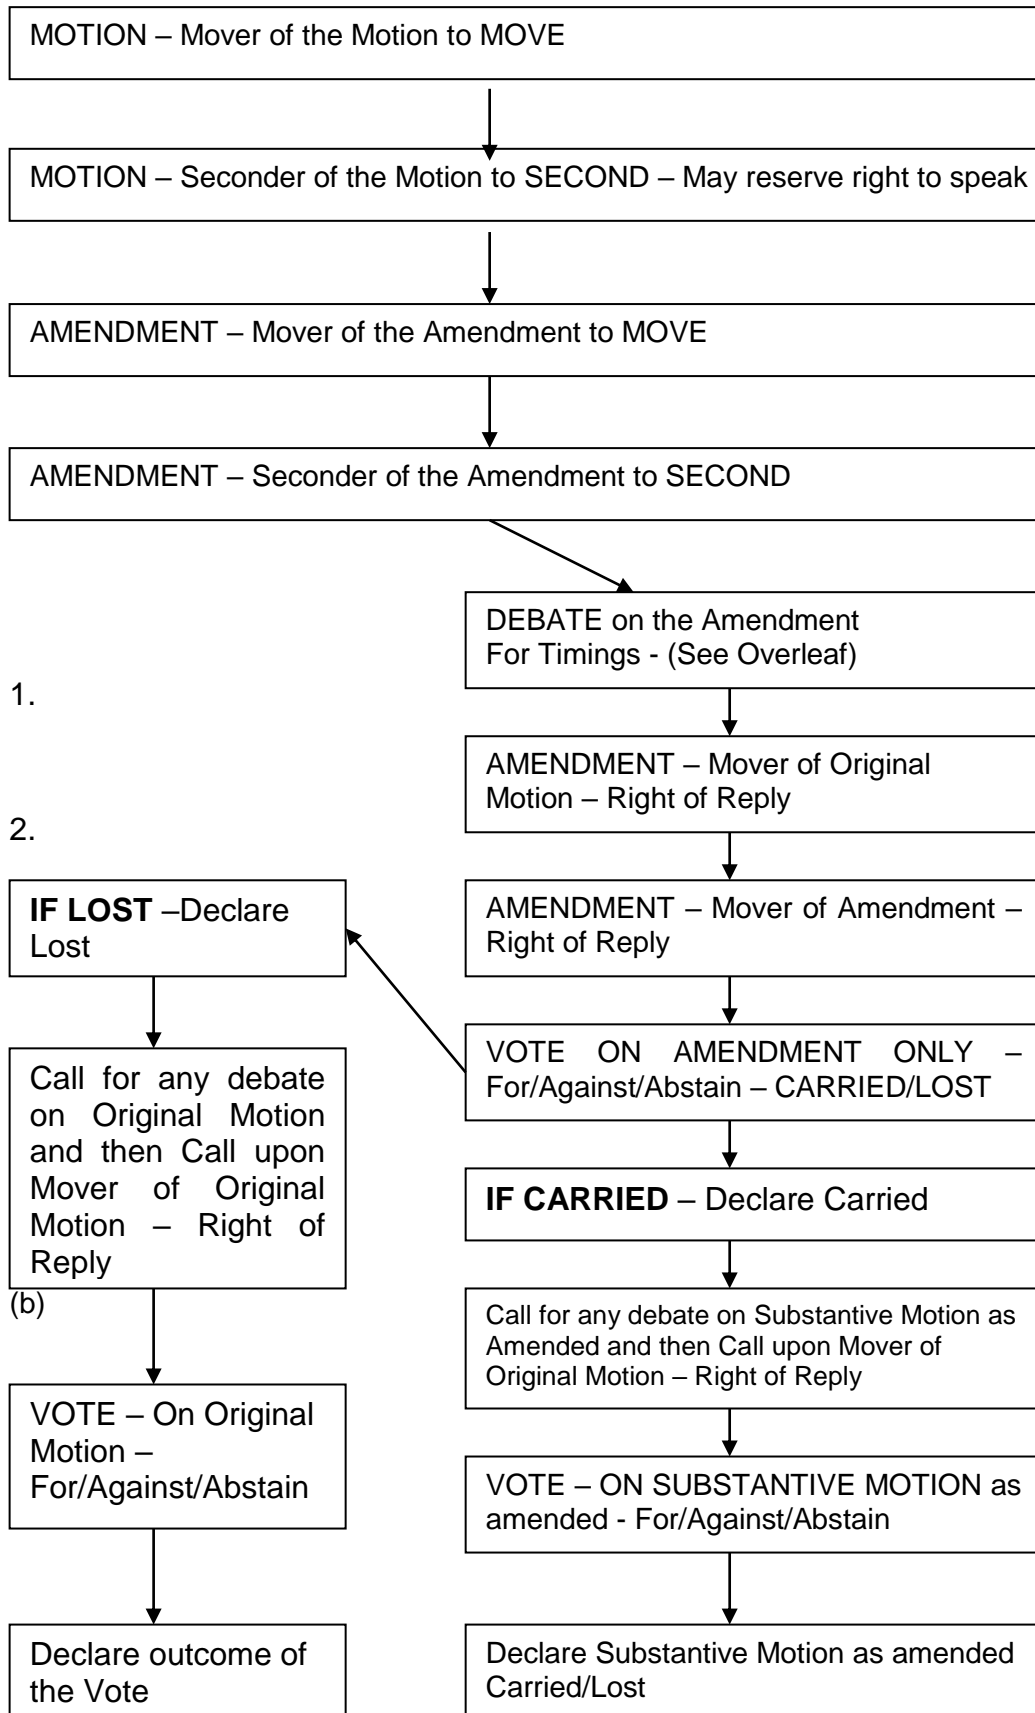 MOTION – Mover of the Motion to MOVE
MOTION – Seconder of the Motion to SECOND – May reserve right to speak
AMENDMENT – Mover of the Amendment to MOVE
AMENDMENT – Seconder of the Amendment to SECOND
DEBATE on the Amendment
For Timings - (See Overleaf)
1.
AMENDMENT – Mover of Original
Motion – Right of Reply
2.
AMENDMENT – Mover of Amendment –
Right of Reply
VOTE ON AMENDMENT ONLY –
For/Against/Abstain – CARRIED/LOST
IF LOST –Declare
Lost
Call for any debate
on Original Motion
and then Call upon
Mover of Original
Motion – Right of
Reply
(b)
VOTE – On Original
Motion –
For/Against/Abstain
Declare outcome of
the Vote
IF CARRIED – Declare Carried
Call for any debate on Substantive Motion as
Amended and then Call upon Mover of
Original Motion – Right of Reply
VOTE – ON SUBSTANTIVE MOTION as
amended - For/Against/Abstain
Declare Substantive Motion as amended
Carried/Lost